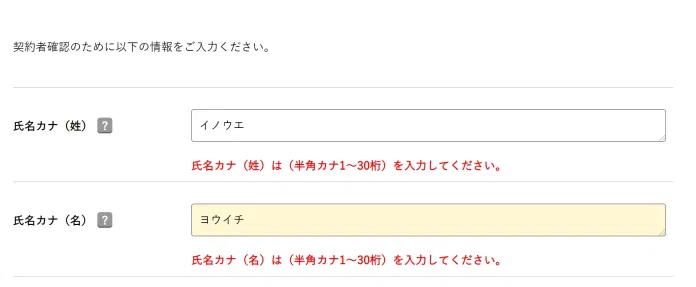 契約者確認のために以下の情報をご入力ください。
氏名カナ（姓） ?
イノウエ
氏名カナ（姓）は（半角カナ1〜30桁）を入力してください。
氏名カナ（名） ?
ヨウイチ
氏名カナ（名）は（半角カナ1〜30桁）を入力してください。